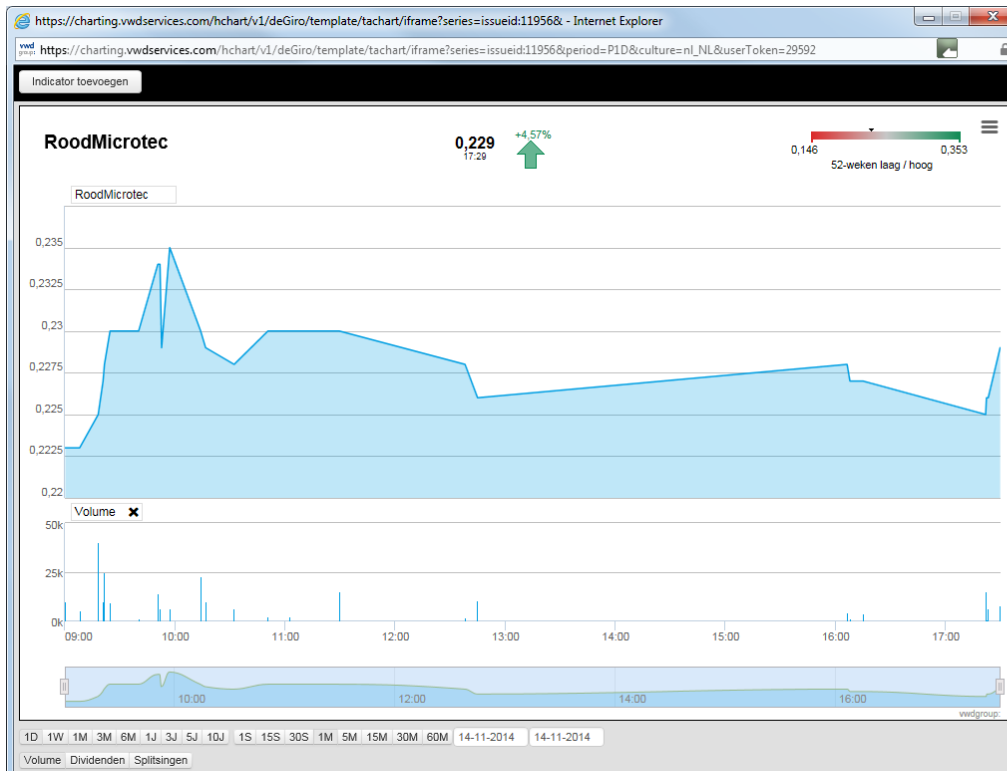 https://charting.vwdservices.com/hchart/v1/deGiro/template/tachart/iframe?series=issueid:11956& - Internet Explorer
vwd group: https://charting.vwdservices.com/hchart/v1/deGiro/template/tachart/iframe?series=issueid:11956&period=P1D&culture=nl_NL&userToken=29592
Indicator toevoegen
RoodMicrotec
0,229
17:29
+4,57%
0,146 0,353
52-weken laag / hoog
RoodMicrotec
0,235
0,2325
0,23
0,2275
0,225
0,2225
0,22
Volume
50k
25k
0k
09:00 10:00 11:00 12:00 13:00 14:00 15:00 16:00 17:00
10:00 12:00 14:00 16:00
vwdgroup:
1D 1W 1M 3M 6M 1J 3J 5J 10J 1S 15S 30S 1M 5M 15M 30M 60M 14-11-2014 14-11-2014
Volume Dividenden Splitsingen